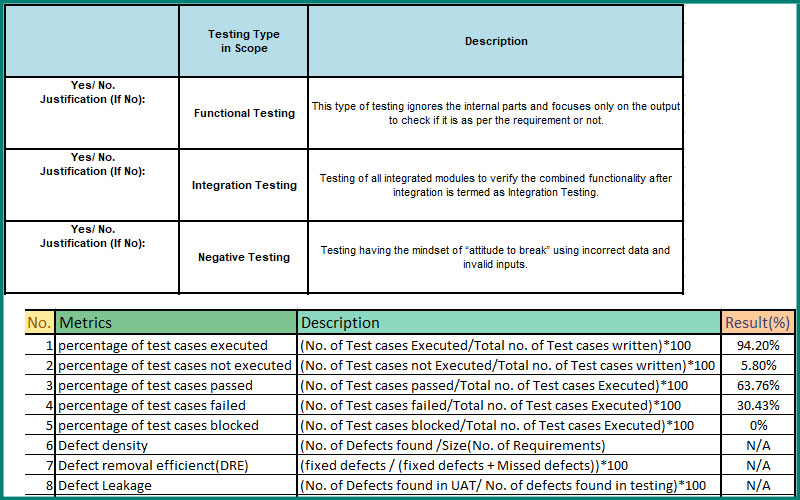 Testing Type
in Scope
Description
Yes/ No.
Justification (If No):
Functional Testing
This type of testing ignores the internal parts and focuses only on the output
to check if it is as per the requirement or not.
Yes/ No.
Justification (If No):
Integration Testing
Testing of all integrated modules to verify the combined functionality after
integration is termed as Integration Testing.
Yes/ No.
Justification (If No):
Negative Testing
Testing having the mindset of “attitude to break” using incorrect data and
invalid inputs.
No. Metrics Description Result(%)
1 percentage of test cases executed (No. of Test cases Executed/Total no. of Test cases written)*100 94.20%
2 percentage of test cases not executed (No. of Test cases not Executed/Total no. of Test cases written)*100 5.80%
3 percentage of test cases passed (No. of Test cases passed/Total no. of Test cases Executed)*100 63.76%
4 percentage of test cases failed (No. of Test cases failed/Total no. of Test cases Executed)*100 30.43%
5 percentage of test cases blocked (No. of Test cases blocked/Total no. of Test cases Executed)*100 0%
6 Defect density (No. of Defects found /Size(No. of Requirements) N/A
7 Defect removal efficienct(DRE) (fixed defects / (fixed defects + Missed defects))*100 N/A
8 Defect Leakage (No. of Defects found in UAT/ No. of defects found in testing)*100 N/A